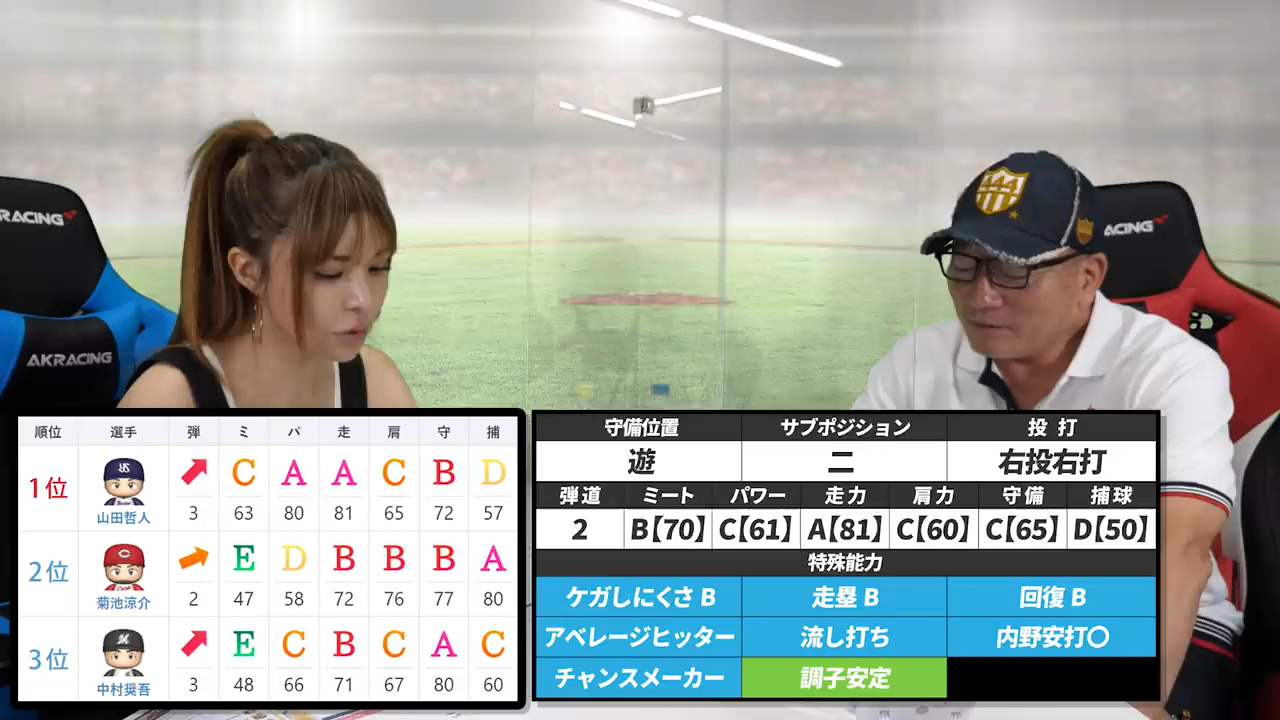 RACING
AKRACING
444
ACING
順位 選手 弾 ミ パ 走 肩 守 捕
1位 山田哲人 C A A C B D
3 63 80 81 65 72 57
2位 菊池涼介 E D B B B A
2 47 58 72 76 77 80
3位 中村奨吾 E C B C A C
3 48 66 71 67 80 60
守備位置 サブポジション 投 打
遊 二 右投右打
弾道 ミート パワー 走力 肩力 守備 捕球
2 B【70】 C【61】 A【81】 C【60】 C【65】 D【50】
特殊能力
ケガしにくさ B 走塁 B 回復 B
アベレージヒッター 流し打ち 内野安打〇
チャンスメーカー 調子安定